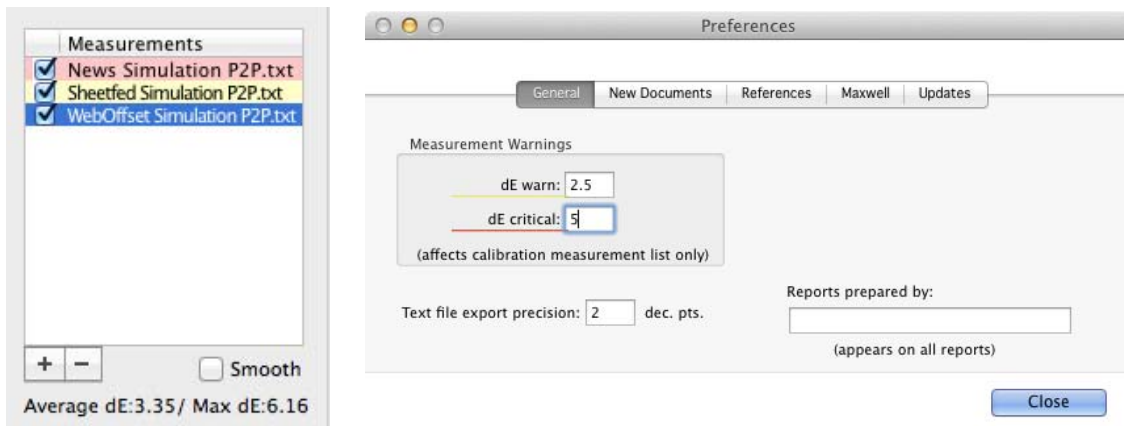 Measurements
News Simulation P2P.txt
Sheetfed Simulation P2P.txt
WebOffset Simulation P2P.txt
+ −
Smooth
Average dE:3.35/ Max dE:6.16
Preferences
General New Documents References Maxwell Updates
Measurement Warnings
dE warn: 2.5
dE critical: 5
(affects calibration measurement list only)
Text file export precision: 2 dec. pts.
Reports prepared by:
(appears on all reports)
Close